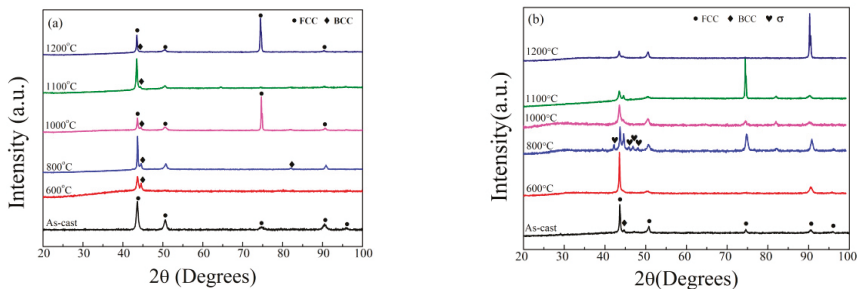 (a) ● FCC ◆ BCC
1200°C
1100°C
1000°C
800°C
600°C
As-cast
Intensity (a.u.)
20 30 40 50 60 70 80 90 100
2θ (Degrees)
(b) ● FCC ◆ BCC ♥ σ
1200°C
1100°C
1000°C
800°C
600°C
As-cast
Intensity(a.u.)
20 30 40 50 60 70 80 90 100
2θ(Degrees)